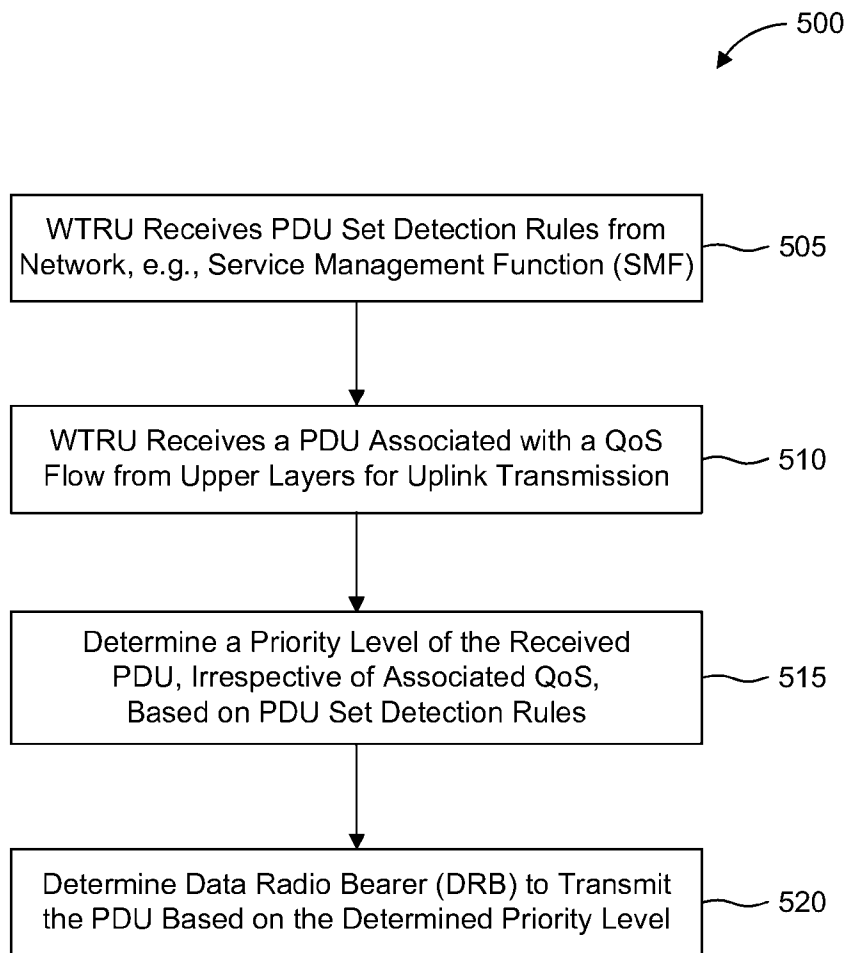 500
WTRU Receives PDU Set Detection Rules from
Network, e.g., Service Management Function (SMF)
505
WTRU Receives a PDU Associated with a QoS
Flow from Upper Layers for Uplink Transmission
510
Determine a Priority Level of the Received
PDU, Irrespective of Associated QoS,
Based on PDU Set Detection Rules
515
Determine Data Radio Bearer (DRB) to Transmit
the PDU Based on the Determined Priority Level
520